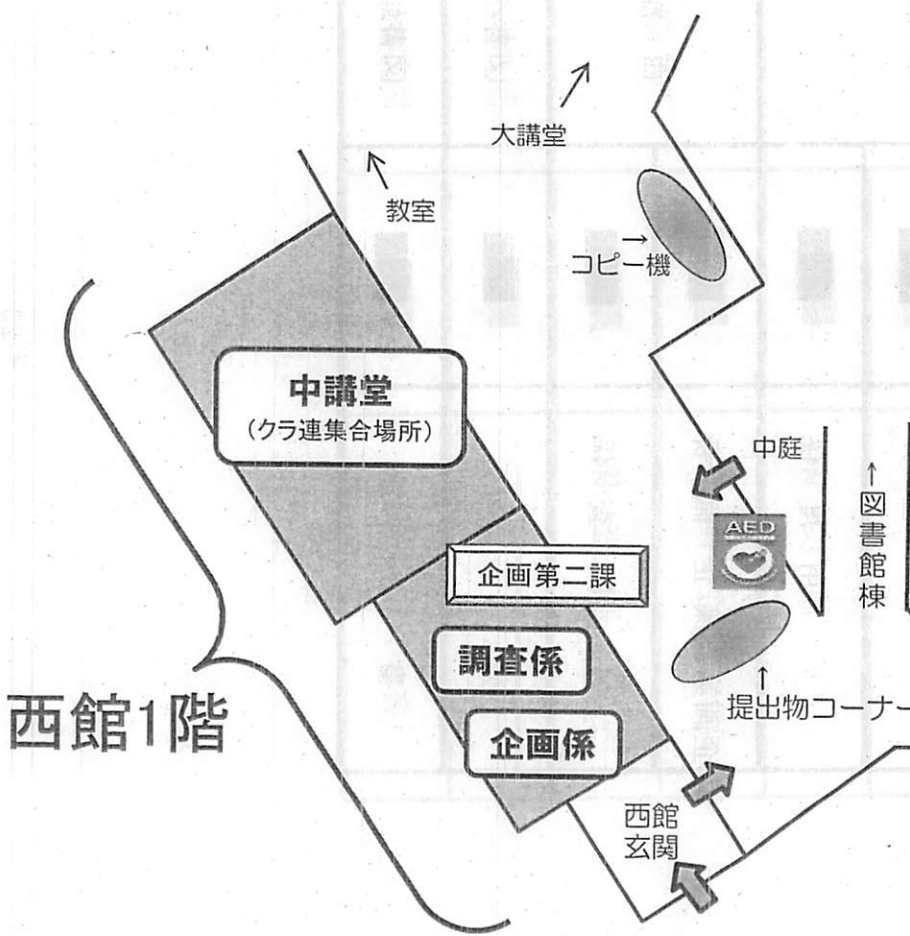 大講堂
↗
教室
↑
→
コピー機
中講堂
(クラ連集合場所)
中庭
AED
↑図書館棟
企画第二課
調査係
企画係
↑
提出物コーナー
西館1階
西館
玄関